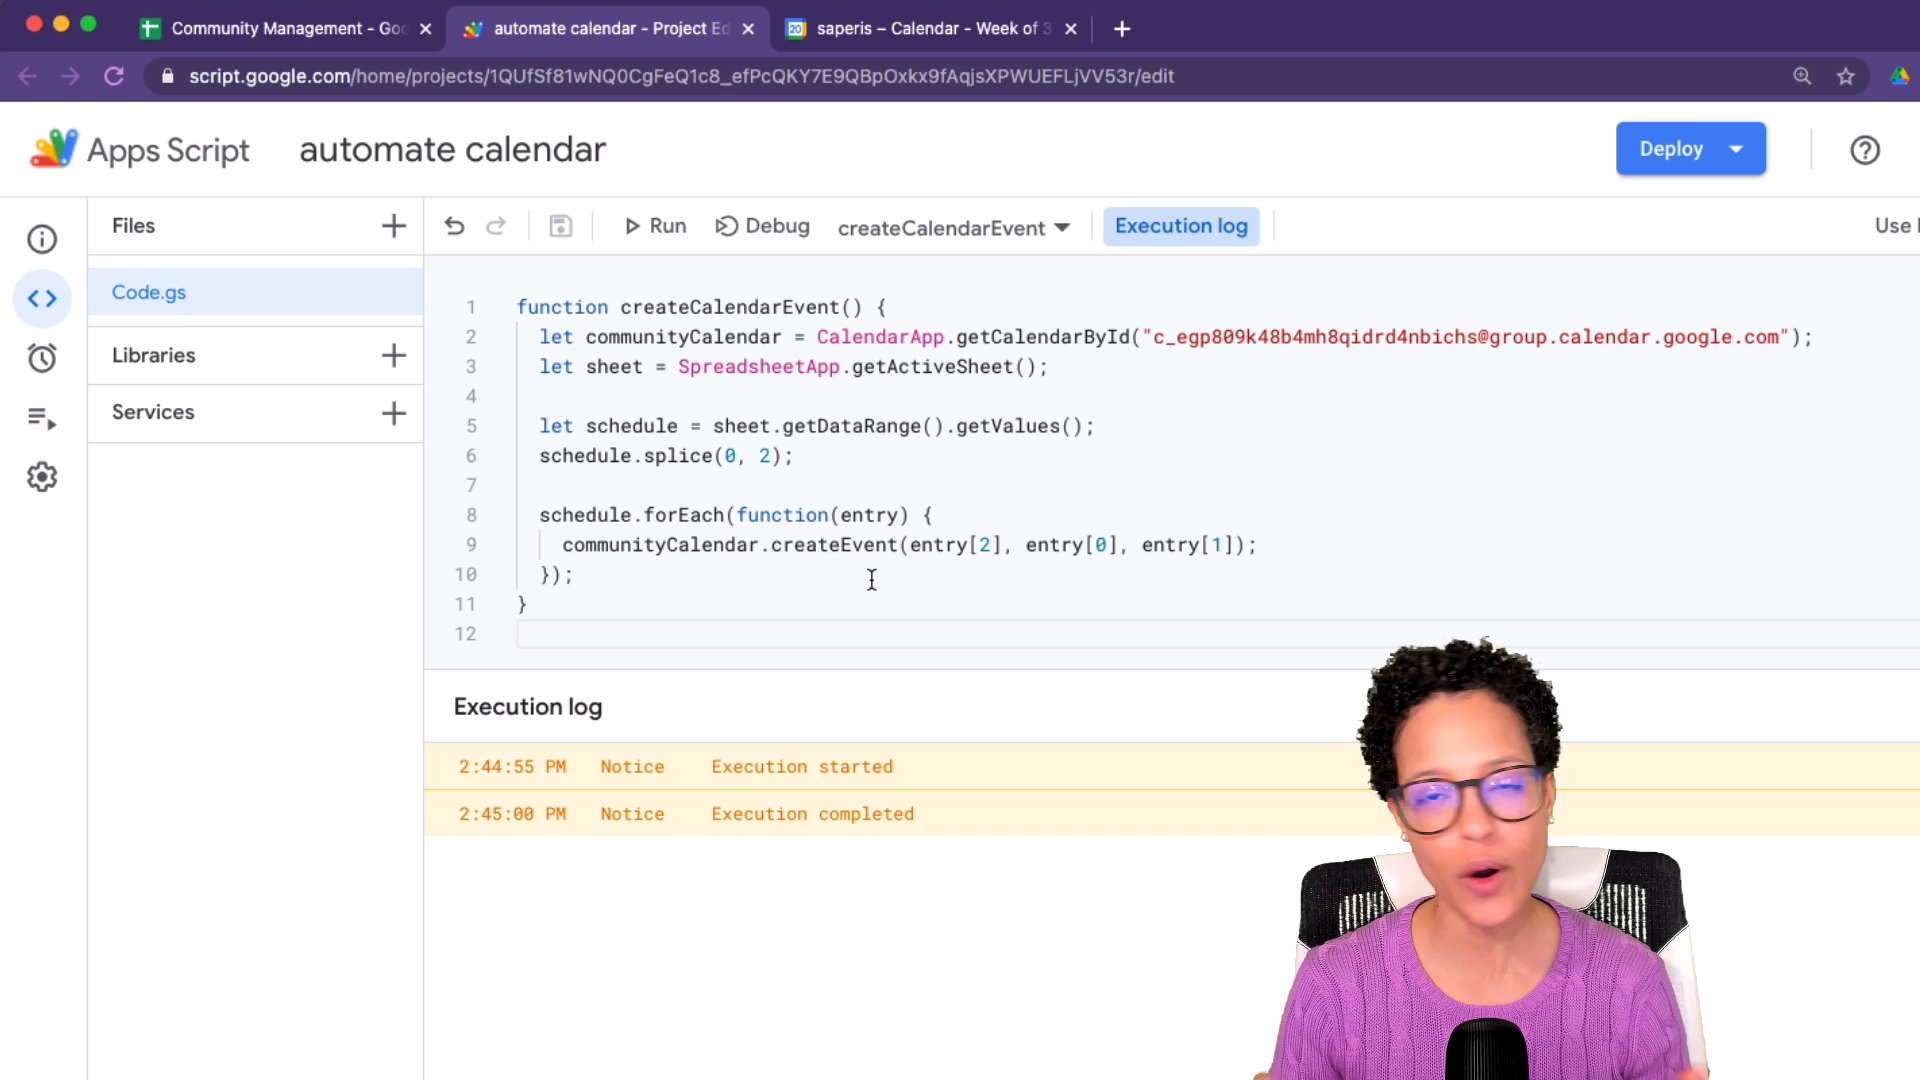 Community Management - Goo
automate calendar - Project Ed
20
saperis – Calendar - Week of 3
script.google.com/home/projects/1QUfSf81wNQ0CgFeQ1c8_efPcQKY7E9QBpOxkx9fAqjsXPWUEFLjVV53r/edit
Apps Script
automate calendar
Deploy
Files
Run
Debug
createCalendarEvent
Execution log
Use l
Code.gs
Libraries
Services
1 function createCalendarEvent() {
2 let communityCalendar = CalendarApp.getCalendarById("c_egp809k48b4mh8qidrd4nbichs@group.calendar.google.com");
3 let sheet = SpreadsheetApp.getActiveSheet();
4
5 let schedule = sheet.getDataRange().getValues();
6 schedule.splice(0, 2);
7
8 schedule.forEach(function(entry) {
9 communityCalendar.createEvent(entry[2], entry[0], entry[1]);
10 });
11 }
12
Execution log
2:44:55 PM Notice Execution started
2:45:00 PM Notice Execution completed